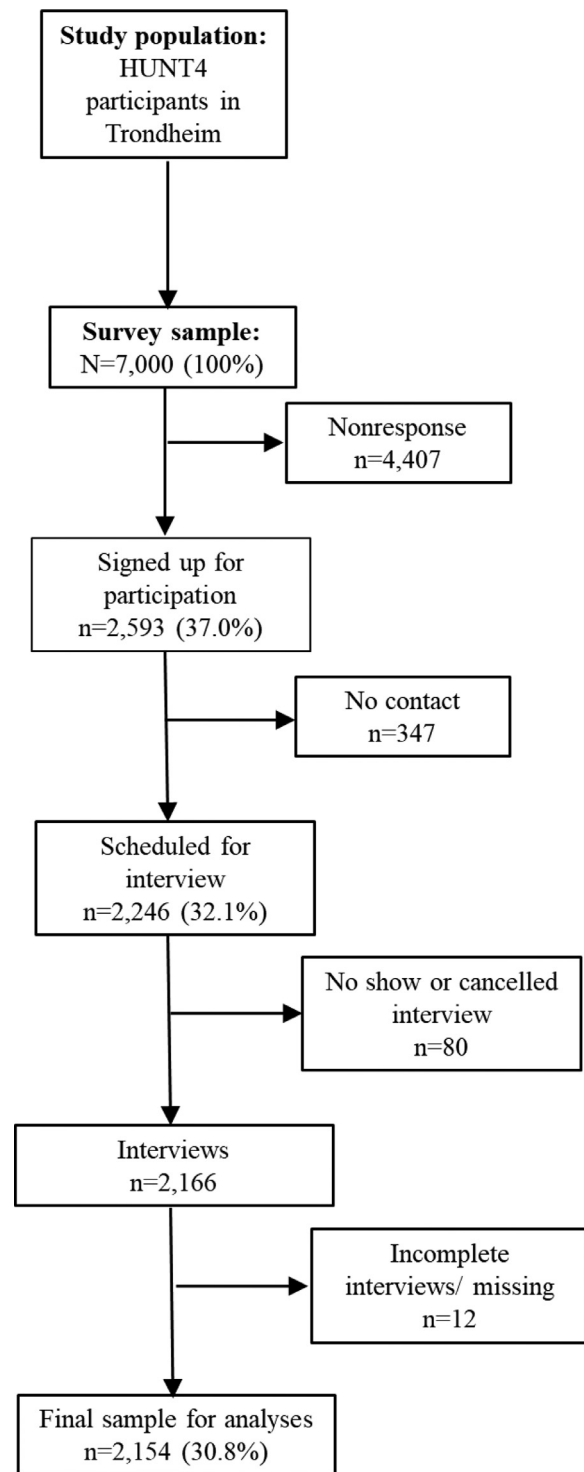 Study population:
HUNT4
participants in
Trondheim
Survey sample:
N=7,000 (100%)
Nonresponse
n=4,407
Signed up for
participation
n=2,593 (37.0%)
No contact
n=347
Scheduled for
interview
n=2,246 (32.1%)
No show or cancelled
interview
n=80
Interviews
n=2,166
Incomplete
interviews/ missing
n=12
Final sample for analyses
n=2,154 (30.8%)